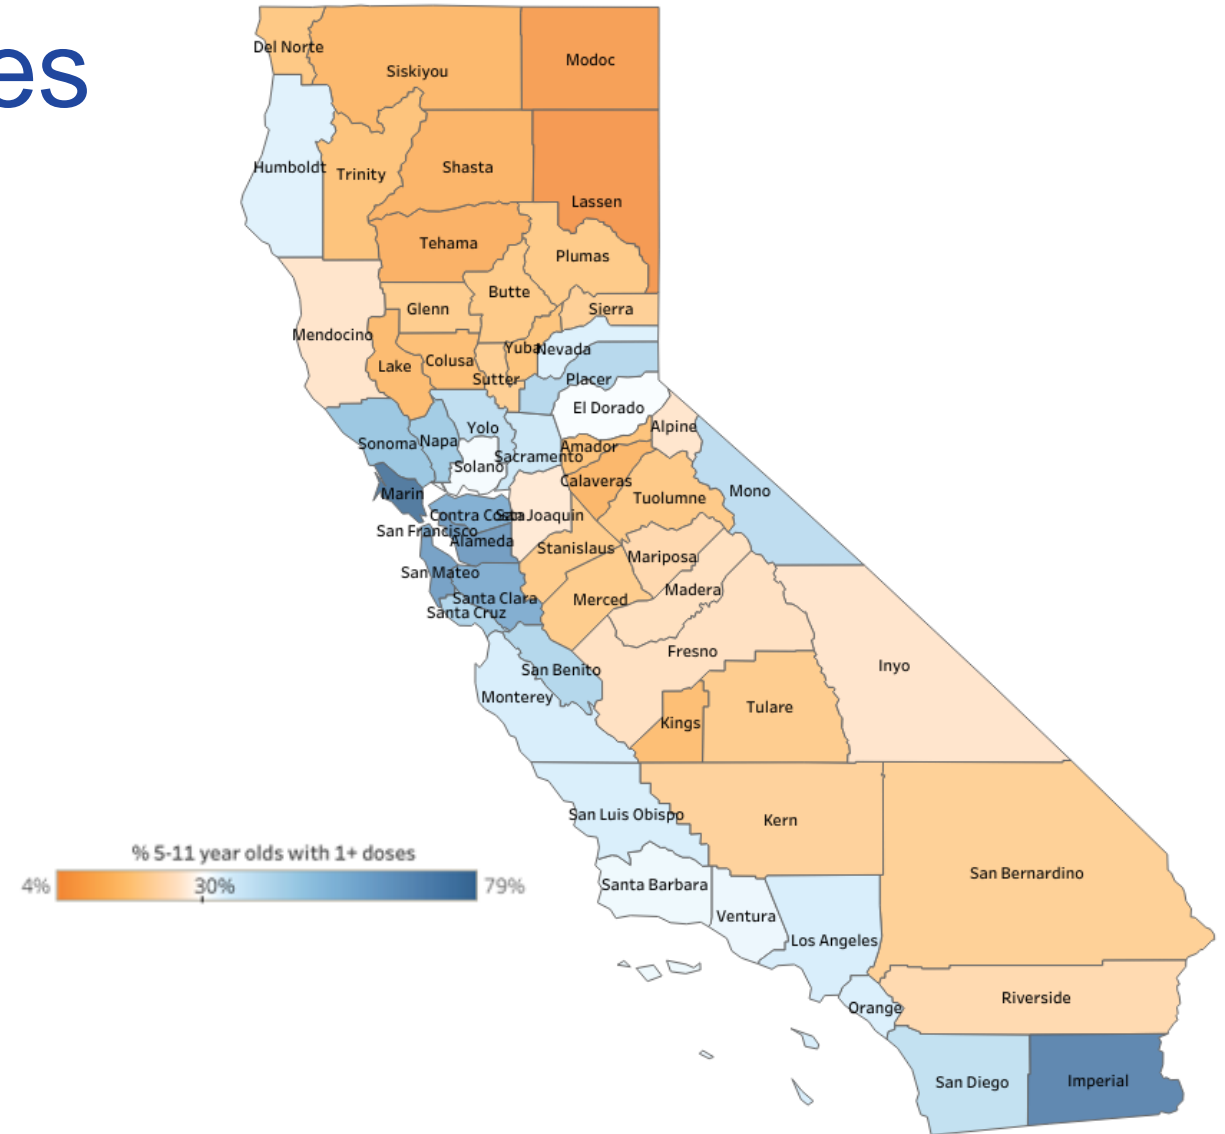 es
Del Norte
Siskiyou
Modoc
Humboldt
Trinity
Shasta
Lassen
Tehama
Plumas
Butte
Glenn
Sierra
Mendocino
Lake
Colusa
Yuba
Nevada
Sutter
Placer
El Dorado
Sonoma
Napa
Yolo
Alpine
Amador
Sacramento
Solano
Calaveras
Marin
Tuolumne
Mono
Contra Costa
San Joaquin
San Francisco
Alameda
Stanislaus
Mariposa
San Mateo
Santa Clara
Merced
Madera
Santa Cruz
Fresno
San Benito
Inyo
Monterey
Kings
Tulare
San Luis Obispo
Kern
% 5-11 year olds with 1+ doses
4%
30%
79%
Santa Barbara
San Bernardino
Ventura
Los Angeles
Orange
Riverside
San Diego
Imperial